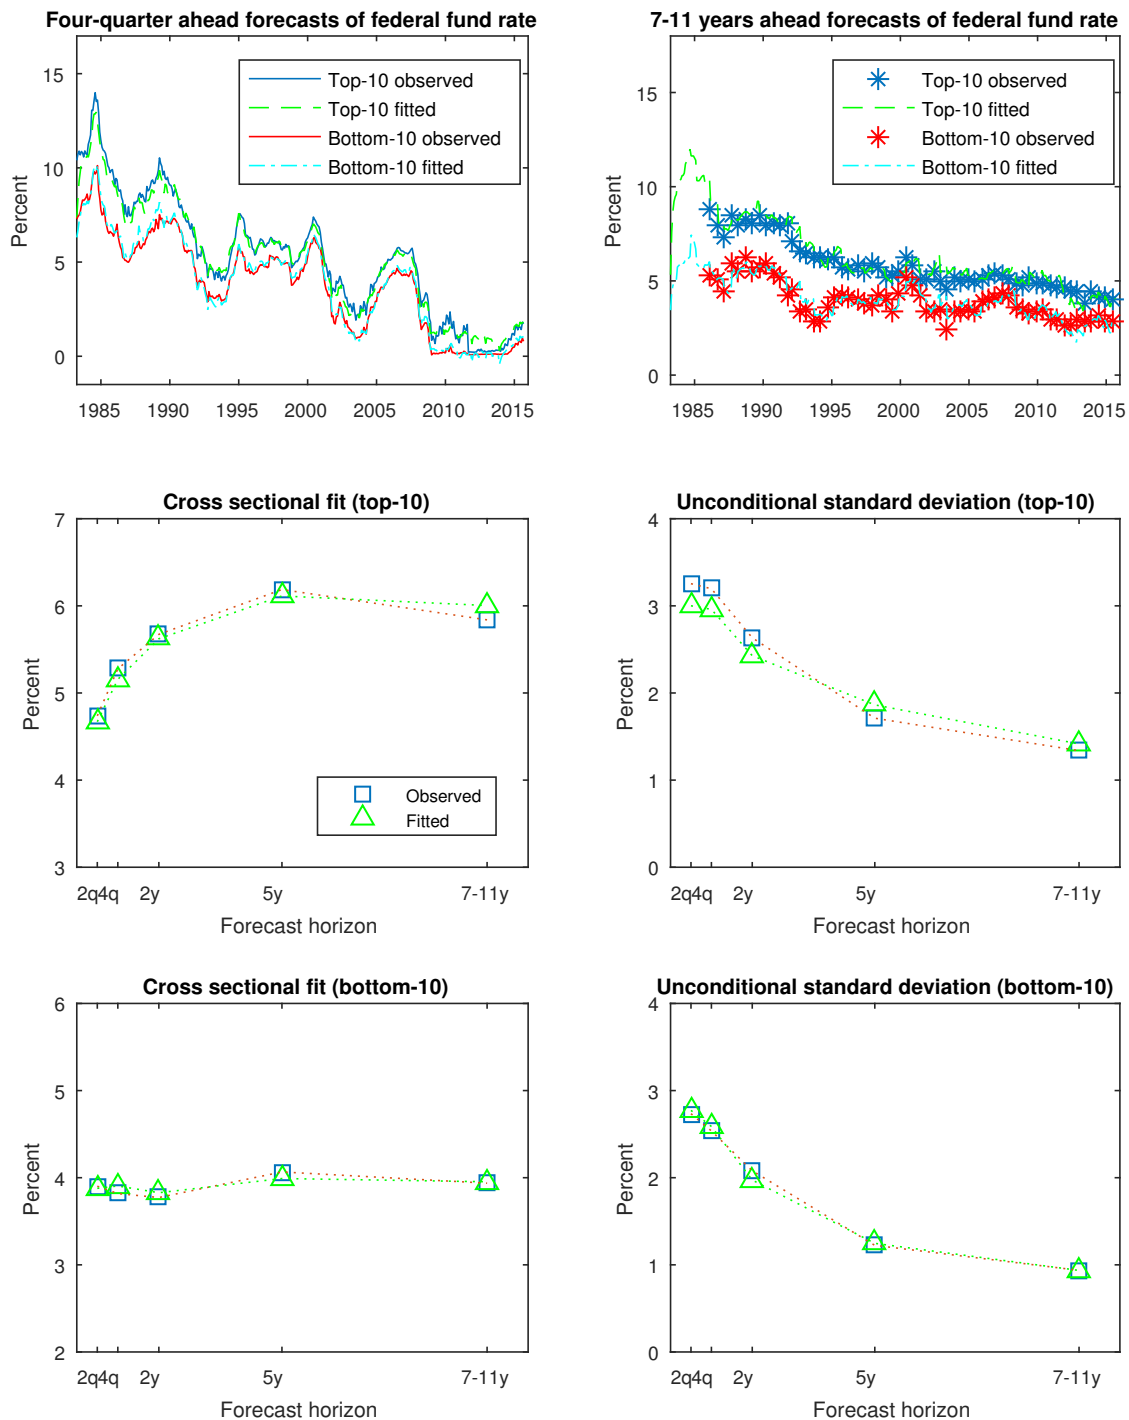 Four-quarter ahead forecasts of federal fund rate
15
10
5
0
Percent
Top-10 observed
Top-10 fitted
Bottom-10 observed
Bottom-10 fitted
1985 1990 1995 2000 2005 2010 2015
7-11 years ahead forecasts of federal fund rate
15
10
5
0
Percent
Top-10 observed
Top-10 fitted
Bottom-10 observed
Bottom-10 fitted
1985 1990 1995 2000 2005 2010 2015
Cross sectional fit (top-10)
7
6
5
4
3
Percent
Observed
Fitted
2q4q 2y 5y 7-11y
Forecast horizon
Unconditional standard deviation (top-10)
4
3
2
1
0
Percent
2q4q 2y 5y 7-11y
Forecast horizon
Cross sectional fit (bottom-10)
6
5
4
3
2
Percent
2q4q 2y 5y 7-11y
Forecast horizon
Unconditional standard deviation (bottom-10)
4
3
2
1
0
Percent
2q4q 2y 5y 7-11y
Forecast horizon